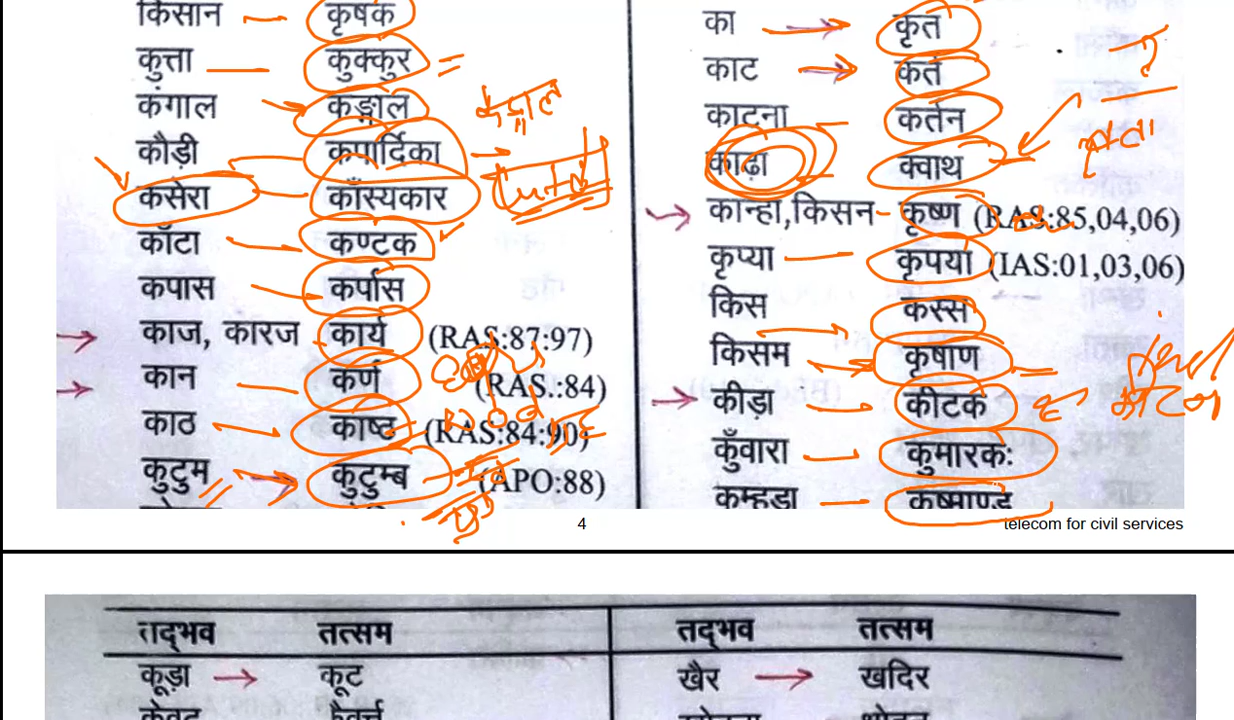 किसान — कृषक
कुत्ता — कुक्कुर =
कंगाल → कङ्गाल
कौड़ी — कपार्दिका →
कसेरा — काँस्यकार
काँटा — कण्टक
कपास — कर्पास
→ काज, कारज कार्य (RAS:87:97)
→ कान — कर्ण (RAS.:84)
काठ → काष्ठ (RAS:84:90)
कुटुम → कुटुम्ब (APO:88)
का → कृत
काट → कर्त
काटना — कर्तन
काढ़ा — क्वाथ
→ कान्हा,किसन- कृष्ण (RAS:85,04,06)
कृप्या — कृपया (IAS:01,03,06)
किस → कस्स
किसम → कृषाण
→ कीड़ा — कीटक
कुँवारा — कुमारक:
कुम्हडा — कुष्माण्ड
4
telecom for civil services
तद्‌भव तत्सम तद्‌भव तत्सम
कूड़ा → कूट खैर → खदिर